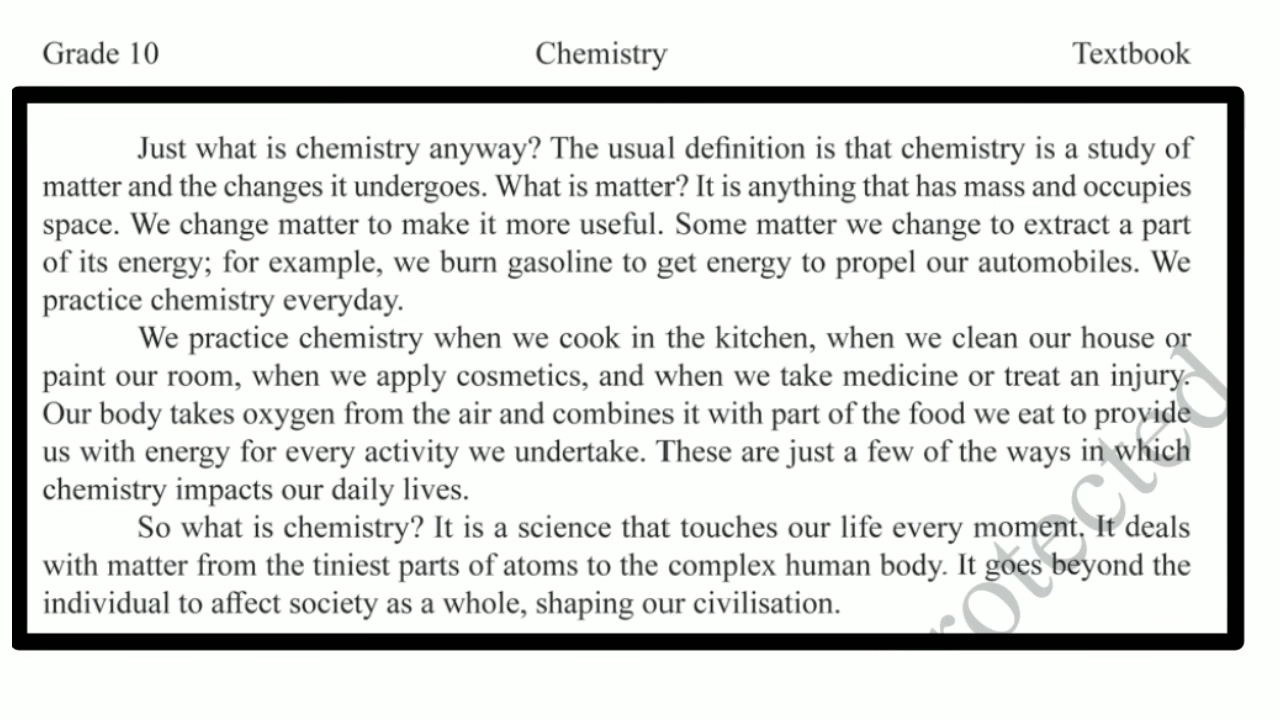 Grade 10 Chemistry Textbook
Just what is chemistry anyway? The usual definition is that chemistry is a study of
matter and the changes it undergoes. What is matter? It is anything that has mass and occupies
space. We change matter to make it more useful. Some matter we change to extract a part
of its energy; for example, we burn gasoline to get energy to propel our automobiles. We
practice chemistry everyday.
We practice chemistry when we cook in the kitchen, when we clean our house or
paint our room, when we apply cosmetics, and when we take medicine or treat an injury.
Our body takes oxygen from the air and combines it with part of the food we eat to provide
us with energy for every activity we undertake. These are just a few of the ways in which
chemistry impacts our daily lives.
So what is chemistry? It is a science that touches our life every moment. It deals
with matter from the tiniest parts of atoms to the complex human body. It goes beyond the
individual to affect society as a whole, shaping our civilisation.
rotected